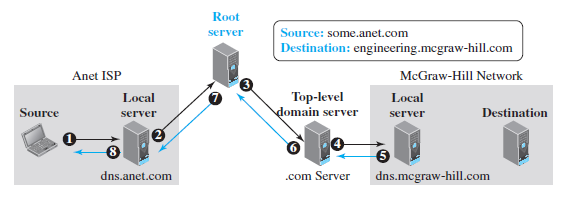 Root
server
Source: some.anet.com
Destination: engineering.mcgraw-hill.com
Anet ISP
McGraw-Hill Network
Source
Local
server
Top-level
domain server
Local
server
Destination
1
8
2
7
3
6
4
5
dns.anet.com
.com Server
dns.mcgraw-hill.com